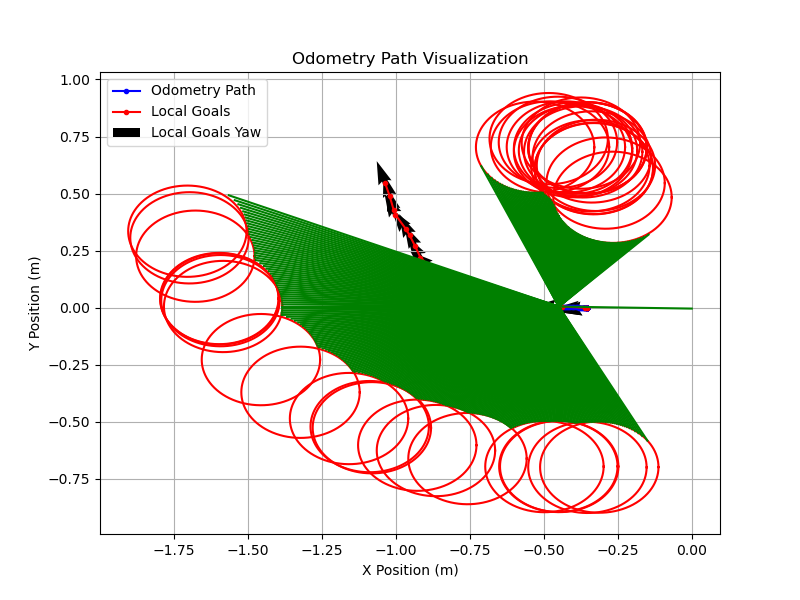 Odometry Path Visualization
Odometry Path
Local Goals
Local Goals Yaw
Y Position (m)
1.00
0.75
0.50
0.25
0.00
−0.25
−0.50
−0.75
−1.75
−1.50
−1.25
−1.00
−0.75
−0.50
−0.25
0.00
X Position (m)